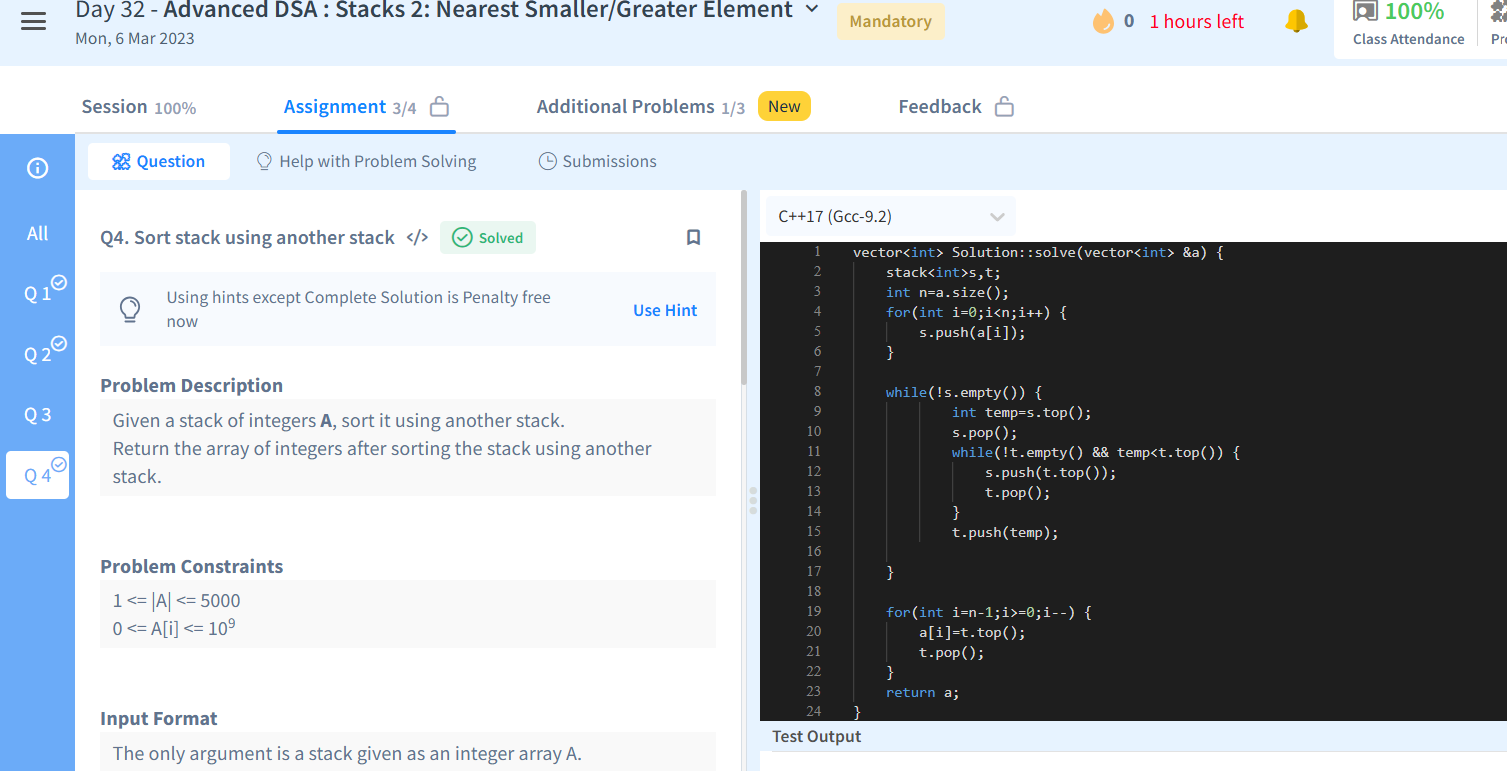 Day 32 - Advanced DSA : Stacks 2: Nearest Smaller/Greater Element
Mandatory
0 1 hours left
100%
Mon, 6 Mar 2023
Class Attendance
Pr
Session 100%
Assignment 3/4
Additional Problems 1/3 New
Feedback
Question
Help with Problem Solving
Submissions
All
Q 1
Q 2
Q 3
Q 4
Q4. Sort stack using another stack </> Solved
Using hints except Complete Solution is Penalty free
now
Use Hint
Problem Description
Given a stack of integers A, sort it using another stack.
Return the array of integers after sorting the stack using another
stack.
Problem Constraints
1 <= |A| <= 5000
0 <= A[i] <= 10⁹
Input Format
The only argument is a stack given as an integer array A.
C++17 (Gcc-9.2)
1 vector<int> Solution::solve(vector<int> &a) {
2 stack<int>s,t;
3 int n=a.size();
4 for(int i=0;i<n;i++) {
5 s.push(a[i]);
6 }
7
8 while(!s.empty()) {
9 int temp=s.top();
10 s.pop();
11 while(!t.empty() && temp<t.top()) {
12 s.push(t.top());
13 t.pop();
14 }
15 t.push(temp);
16
17 }
18
19 for(int i=n-1;i>=0;i--) {
20 a[i]=t.top();
21 t.pop();
22 }
23 return a;
24 }
Test Output